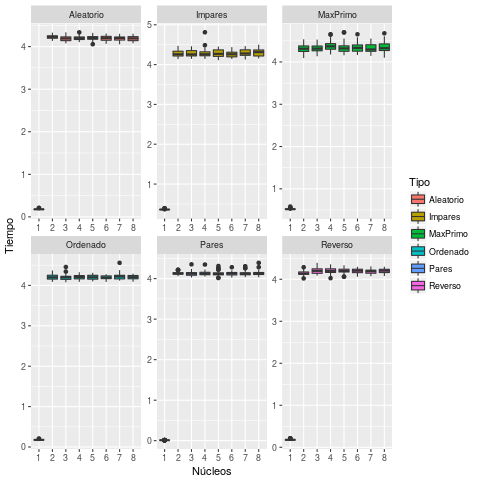 Aleatorio Impares MaxPrimo
4 3 2 1 0
5 4 3 2 1
4 3 2 1
1 2 3 4 5 6 7 8 1 2 3 4 5 6 7 8 1 2 3 4 5 6 7 8
Tiempo
Ordenado Pares Reverso
4 3 2 1 0
4 3 2 1 0
4 3 2 1 0
1 2 3 4 5 6 7 8 1 2 3 4 5 6 7 8 1 2 3 4 5 6 7 8
Núcleos
Tipo
Aleatorio
Impares
MaxPrimo
Ordenado
Pares
Reverso